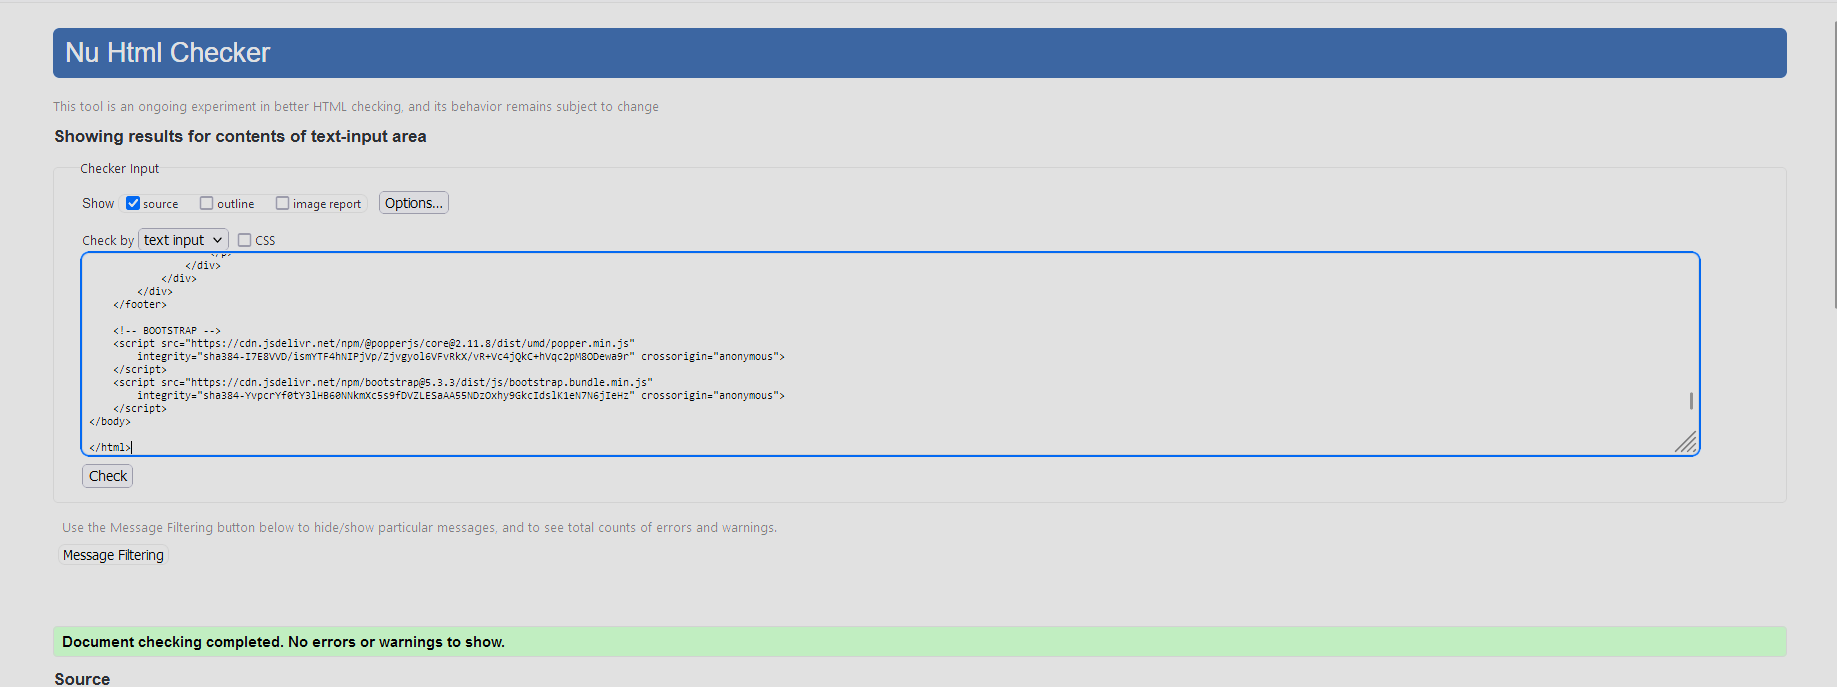 Nu Html Checker
This tool is an ongoing experiment in better HTML checking, and its behavior remains subject to change
Showing results for contents of text-input area
Checker Input
Show source outline image report Options...
Check by text input CSS
</p>
</div>
</div>
</div>
</footer>
<!-- BOOTSTRAP -->
<script src="https://cdn.jsdelivr.net/npm/@popperjs/core@2.11.8/dist/umd/popper.min.js"
integrity="sha384-I7E8VVD/ismYTF4hNIPjVp/Zjvgyol6VFvRkX/vR+Vc4jQkC+hVqc2pM8ODewa9r" crossorigin="anonymous">
</script>
<script src="https://cdn.jsdelivr.net/npm/bootstrap@5.3.3/dist/js/bootstrap.bundle.min.js"
integrity="sha384-YvpcrYf0tY3lHB60NNkmXc5s9fDVZLESaAA55NDzOxhy9GkcIdslK1eN7N6jIeHz" crossorigin="anonymous">
</script>
</body>
</html>
Check
Use the Message Filtering button below to hide/show particular messages, and to see total counts of errors and warnings.
Message Filtering
Document checking completed. No errors or warnings to show.
Source